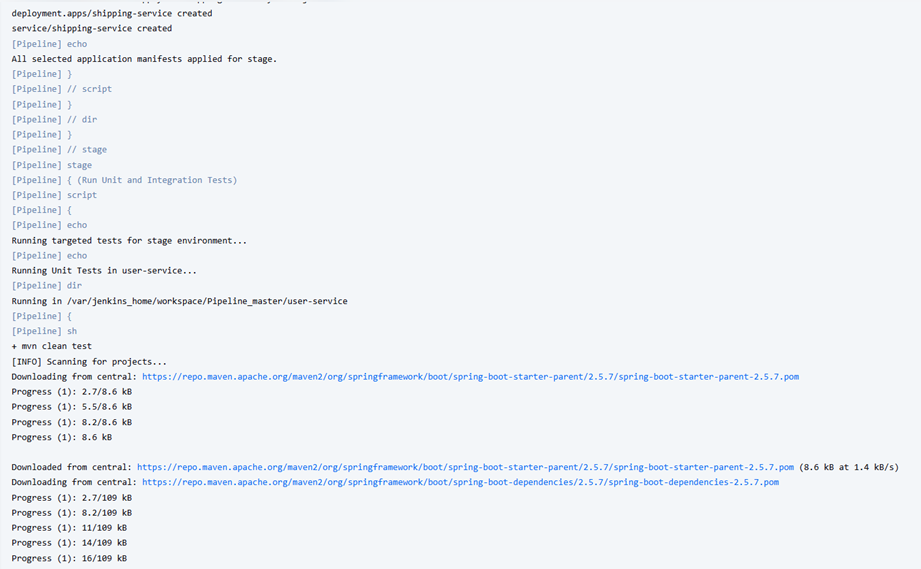 deployment.apps/shipping-service created
service/shipping-service created
[Pipeline] echo
All selected application manifests applied for stage.
[Pipeline] }
[Pipeline] // script
[Pipeline] }
[Pipeline] // dir
[Pipeline] }
[Pipeline] // stage
[Pipeline] stage
[Pipeline] { (Run Unit and Integration Tests)
[Pipeline] script
[Pipeline] {
[Pipeline] echo
Running targeted tests for stage environment...
[Pipeline] echo
Running Unit Tests in user-service...
[Pipeline] dir
Running in /var/jenkins_home/workspace/Pipeline_master/user-service
[Pipeline] {
[Pipeline] sh
+ mvn clean test
[INFO] Scanning for projects...
Downloading from central: https://repo.maven.apache.org/maven2/org/springframework/boot/spring-boot-starter-parent/2.5.7/spring-boot-starter-parent-2.5.7.pom
Progress (1): 2.7/8.6 kB
Progress (1): 5.5/8.6 kB
Progress (1): 8.2/8.6 kB
Progress (1): 8.6 kB
Downloaded from central: https://repo.maven.apache.org/maven2/org/springframework/boot/spring-boot-starter-parent/2.5.7/spring-boot-starter-parent-2.5.7.pom (8.6 kB at 1.4 kB/s)
Downloading from central: https://repo.maven.apache.org/maven2/org/springframework/boot/spring-boot-dependencies/2.5.7/spring-boot-dependencies-2.5.7.pom
Progress (1): 2.7/109 kB
Progress (1): 8.2/109 kB
Progress (1): 11/109 kB
Progress (1): 14/109 kB
Progress (1): 16/109 kB